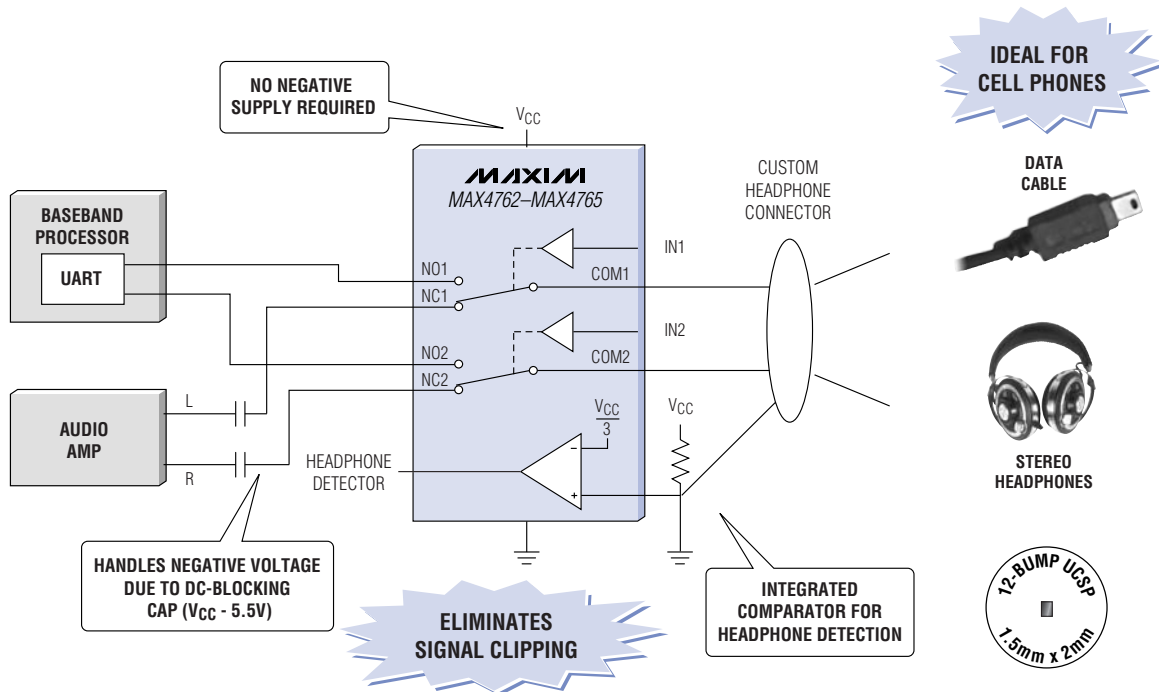 IDEAL FOR
CELL PHONES
NO NEGATIVE
SUPPLY REQUIRED
VCC
MAXIM
MAX4762–MAX4765
CUSTOM
HEADPHONE
CONNECTOR
DATA
CABLE
BASEBAND
PROCESSOR
UART
IN1
NO1
COM1
NC1
IN2
NO2
COM2
NC2
AUDIO
AMP
L
R
HEADPHONE
DETECTOR
VCC
3
VCC
−
+
STEREO
HEADPHONES
HANDLES NEGATIVE VOLTAGE
DUE TO DC-BLOCKING
CAP (VCC - 5.5V)
ELIMINATES
SIGNAL CLIPPING
INTEGRATED
COMPARATOR FOR
HEADPHONE DETECTION
12-BUMP UCSP
1.5mm x 2mm